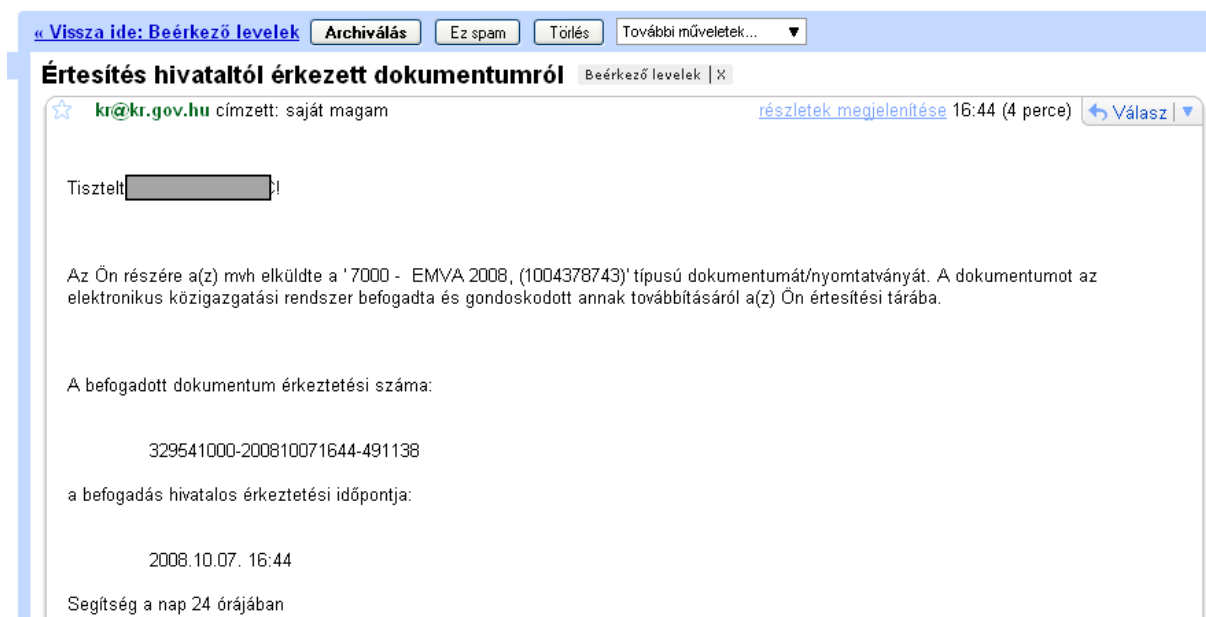 « Vissza ide: Beérkező levelek Archiválás Ez spam Törlés További műveletek...
Értesítés hivataltól érkezett dokumentumról Beérkező levelek | X
kr@kr.gov.hu címzett: saját magam részletek megjelenítése 16:44 (4 perce) Válasz
Tisztelt !
Az Ön részére a(z) mvh elküldte a ' 7000 - EMVA 2008, (1004378743)' típusú dokumentumát/nyomtatványát. A dokumentumot az
elektronikus közigazgatási rendszer befogadta és gondoskodott annak továbbításáról a(z) Ön értesítési tárába.
A befogadott dokumentum érkeztetési száma:
329541000-200810071644-491138
a befogadás hivatalos érkeztetési időpontja:
2008.10.07. 16:44
Segítség a nap 24 órájában